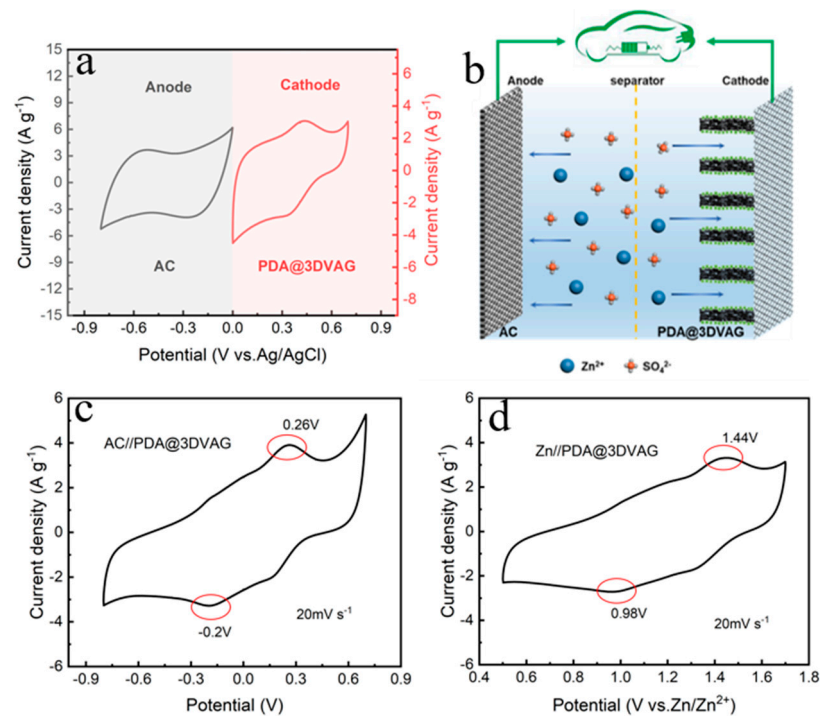 a
Anode
Cathode
AC
PDA@3DVAG
Current density (A g⁻¹)
15
12
9
6
3
0
-3
-6
-9
-12
-15
Current density (A g⁻¹)
6
4
2
0
-2
-4
-6
-8
-0.9 -0.6 -0.3 0.0 0.3 0.6 0.9
Potential (V vs.Ag/AgCl)
b
Anode
separator
Cathode
AC
PDA@3DVAG
Zn²⁺
SO₄²⁻
c
AC//PDA@3DVAG
0.26V
-0.2V
20mV s⁻¹
Current density (A g⁻¹)
6
4
2
0
-2
-4
-6
-0.9 -0.6 -0.3 0.0 0.3 0.6 0.9
Potential (V)
d
Zn//PDA@3DVAG
1.44V
0.98V
20mV s⁻¹
Current density (A g⁻¹)
6
4
2
0
-2
-4
-6
0.4 0.6 0.8 1.0 1.2 1.4 1.6 1.8
Potential (V vs.Zn/Zn²⁺)